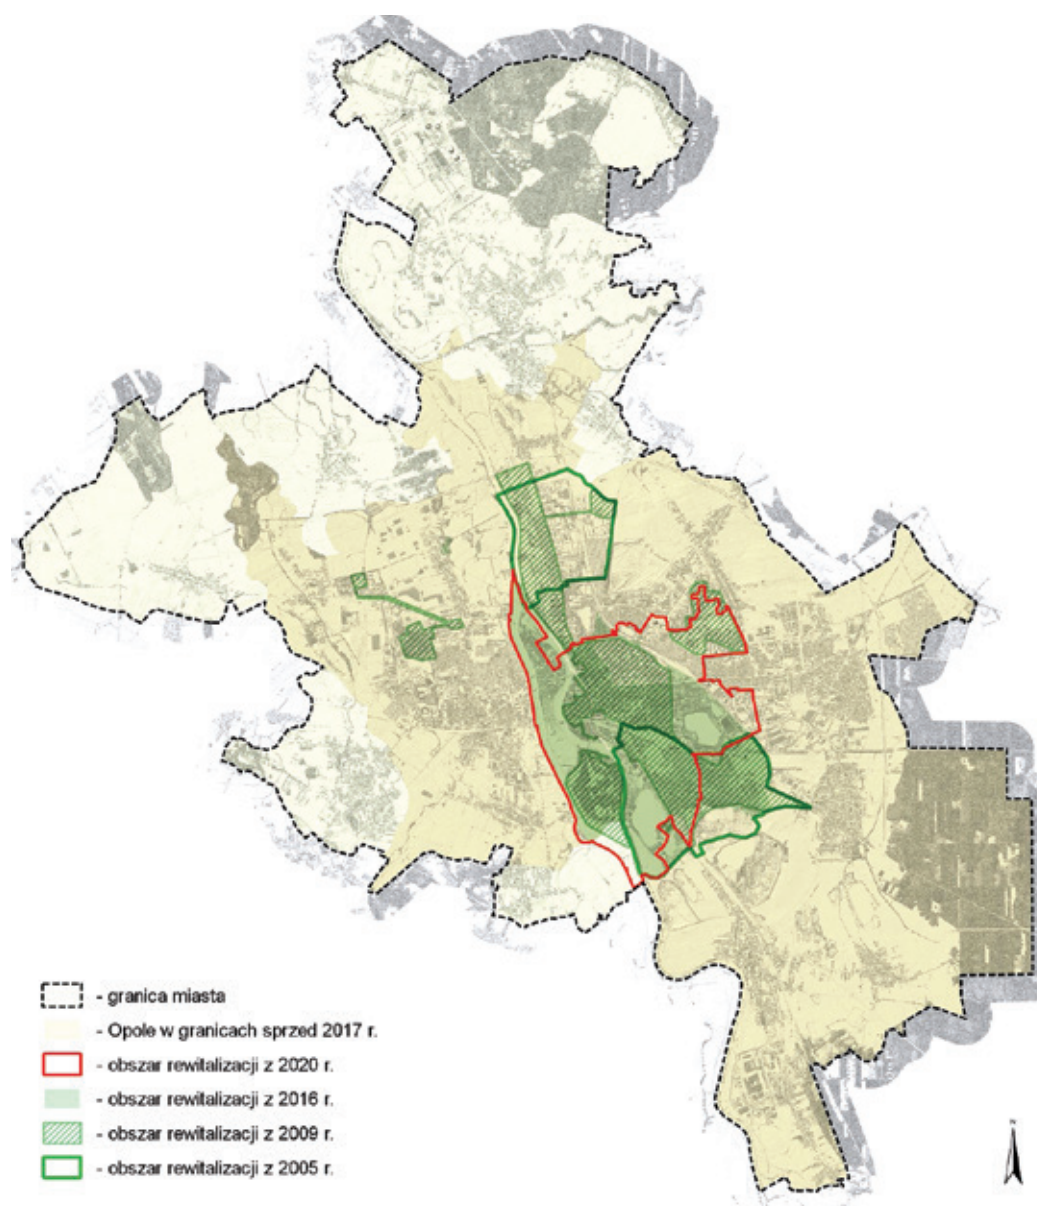 - granica miasta
- Opole w granicach sprzed 2017 r.
- obszar rewitalizacji z 2020 r.
- obszar rewitalizacji z 2016 r.
- obszar rewitalizacji z 2009 r.
- obszar rewitalizacji z 2005 r.
N